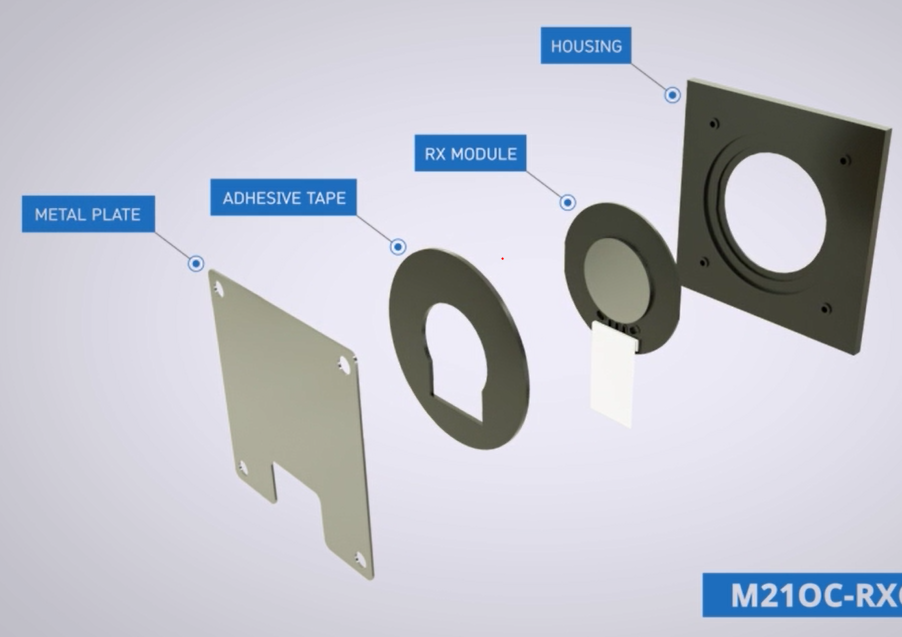 HOUSING
RX MODULE
ADHESIVE TAPE
METAL PLATE
M21OC-RX